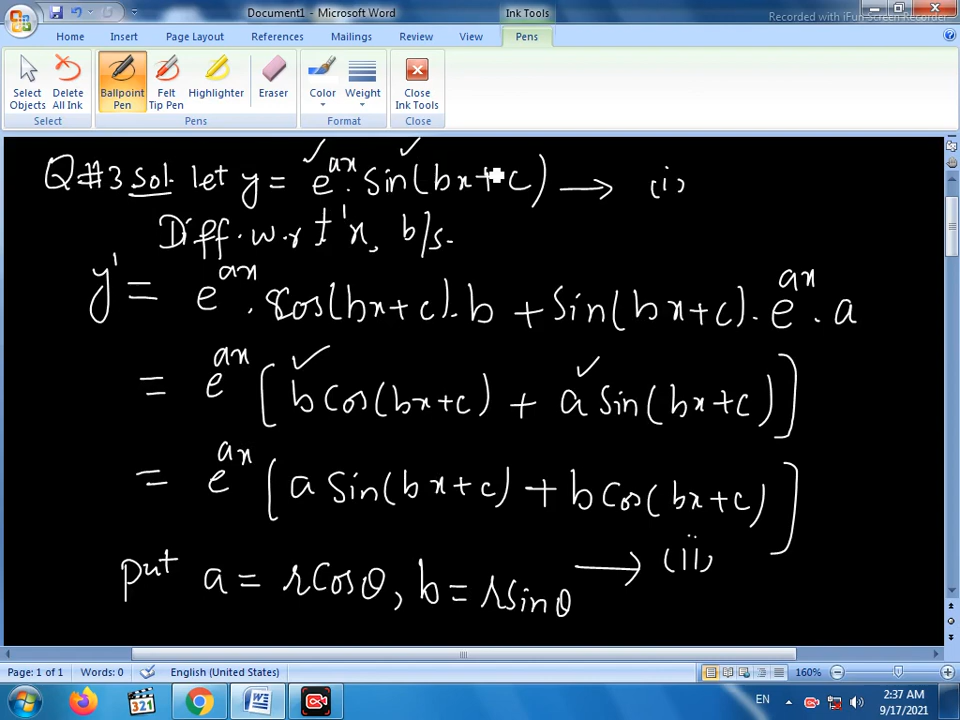 Document1 - Microsoft Word
Ink Tools
Recorded with iFun Screen Recorder
Home Insert Page Layout References Mailings Review View Pens
Select Objects
Delete All Ink
Ballpoint Pen
Felt Tip Pen
Highlighter
Eraser
Color
Weight
Close Ink Tools
Select Pens Format Close
Q#3 Sol. let y = e^{ax}. Sin(bx+c) ⟶ (i)
Diff. w.r.t 'x, b/s.
y' = e^{ax}. Cos(bx+c). b + Sin(bx+c). e^{ax}. a
= e^{ax} [b Cos(bx+c) + a Sin(bx+c)]
= e^{ax} [a Sin(bx+c) + b Cos(bx+c)]
put a = rCosθ, b = rsinθ ⟶ (ii)
Page: 1 of 1 Words: 0 English (United States) 160%
321
EN 2:37 AM
9/17/2021